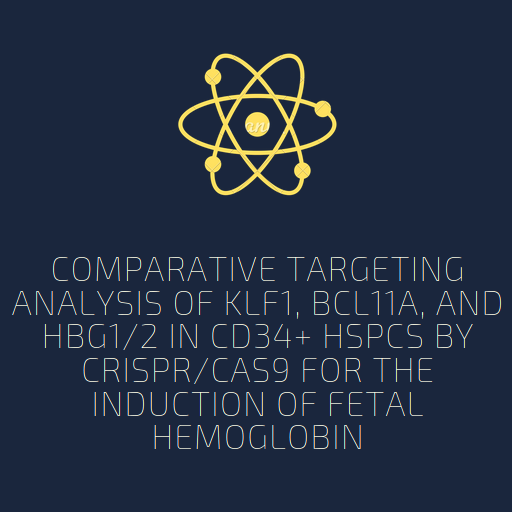 an
COMPARATIVE TARGETING
ANALYSIS OF KLF1, BCL11A, AND
HBG1/2 IN CD34+ HSPCS BY
CRISPR/CAS9 FOR THE
INDUCTION OF FETAL
HEMOGLOBIN